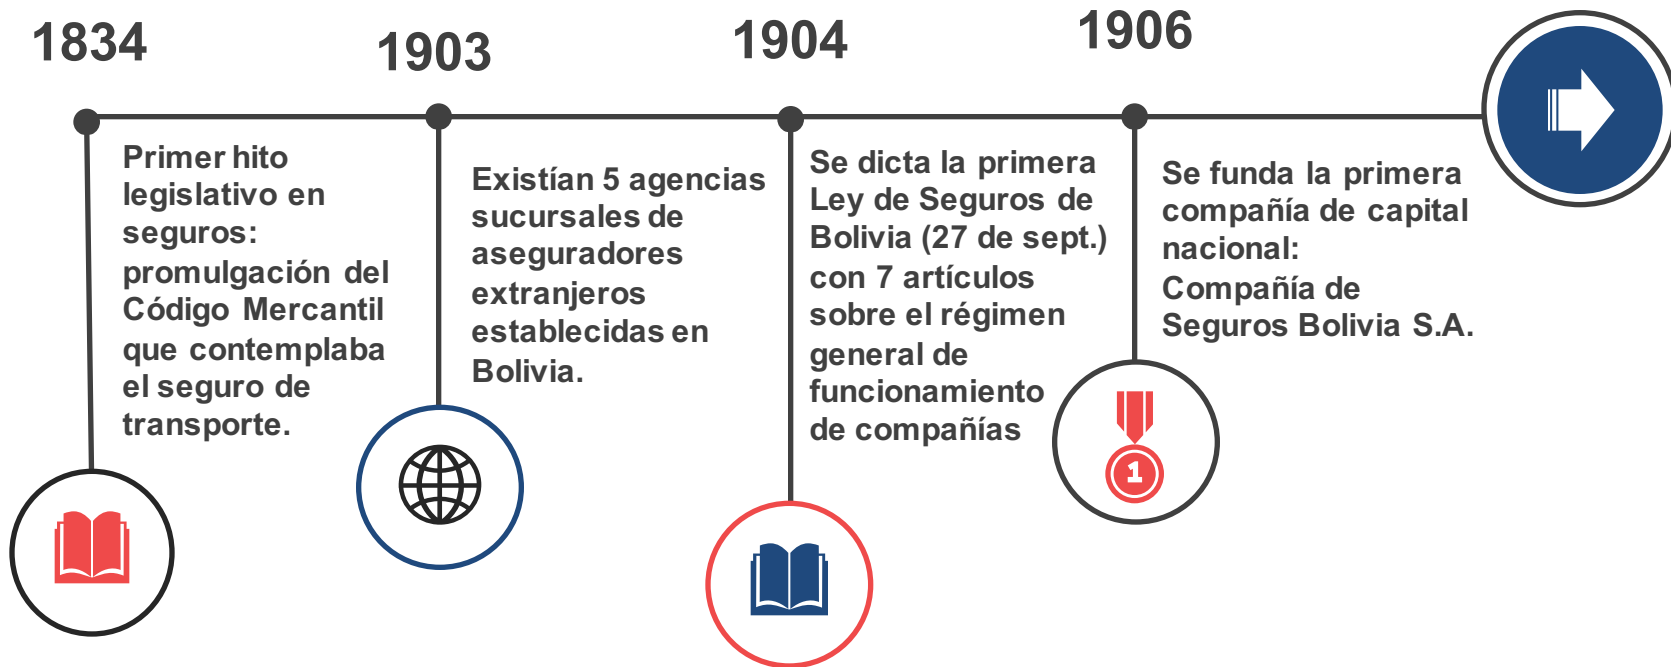 1834
Primer hito
legislativo en
seguros:
promulgación del
Código Mercantil
que contemplaba
el seguro de
transporte.
1903
Existían 5 agencias
sucursales de
aseguradores
extranjeros
establecidas en
Bolivia.
1904
Se dicta la primera
Ley de Seguros de
Bolivia (27 de sept.)
con 7 artículos
sobre el régimen
general de
funcionamiento
de compañías
1906
Se funda la primera
compañía de capital
nacional:
Compañía de
Seguros Bolivia S.A.
1